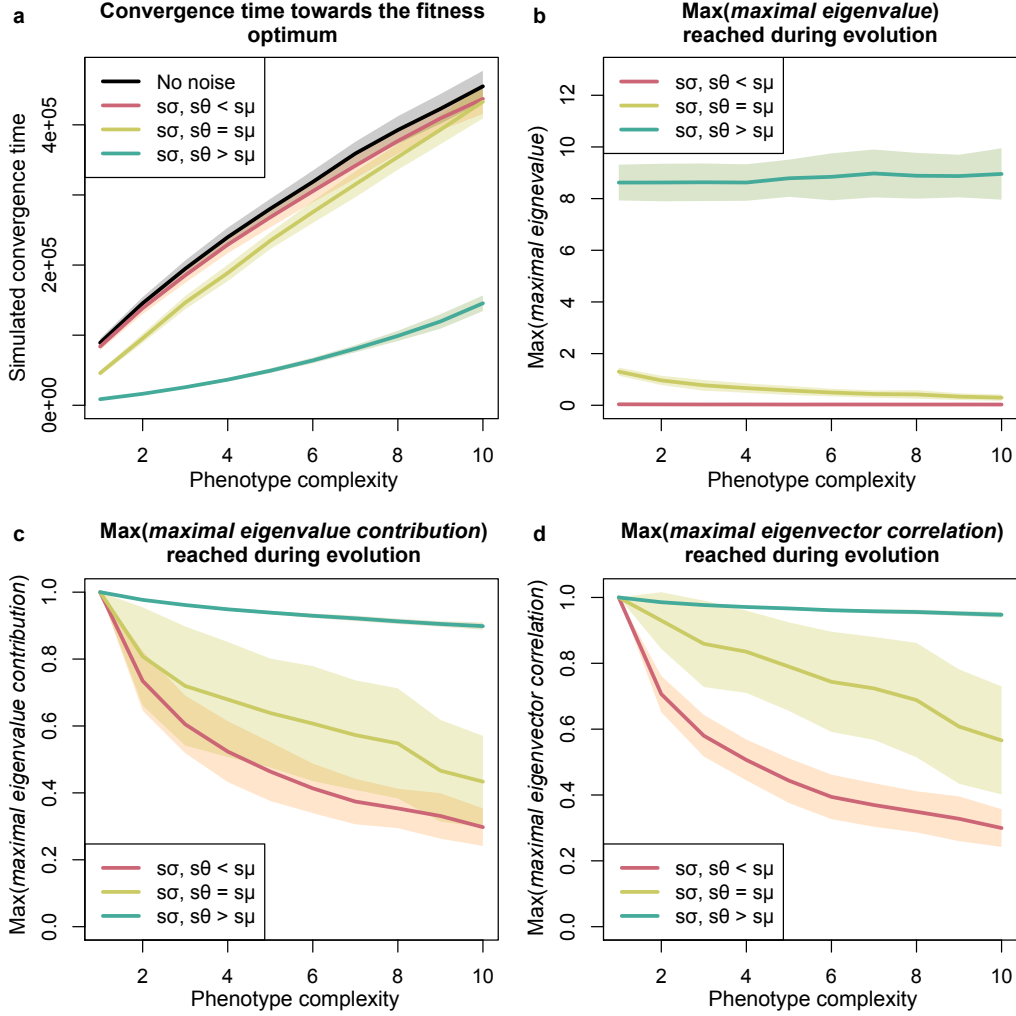 a
Convergence time towards the fitness
optimum
No noise
sσ, sθ < sμ
sσ, sθ = sμ
sσ, sθ > sμ
Simulated convergence time
0e+00
2e+05
4e+05
2
4
6
8
10
Phenotype complexity
b
Max(maximal eigenvalue)
reached during evolution
sσ, sθ < sμ
sσ, sθ = sμ
sσ, sθ > sμ
Max(maximal eignevalue)
0
2
4
6
8
10
12
2
4
6
8
10
Phenotype complexity
c
Max(maximal eigenvalue contribution)
reached during evolution
Max(maximal eigenvalue contribution)
0.0
0.2
0.4
0.6
0.8
1.0
sσ, sθ < sμ
sσ, sθ = sμ
sσ, sθ > sμ
2
4
6
8
10
Phenotype complexity
d
Max(maximal eigenvector correlation)
reached during evolution
Max(maximal eigenvector correlation)
0.0
0.2
0.4
0.6
0.8
1.0
sσ, sθ < sμ
sσ, sθ = sμ
sσ, sθ > sμ
2
4
6
8
10
Phenotype complexity